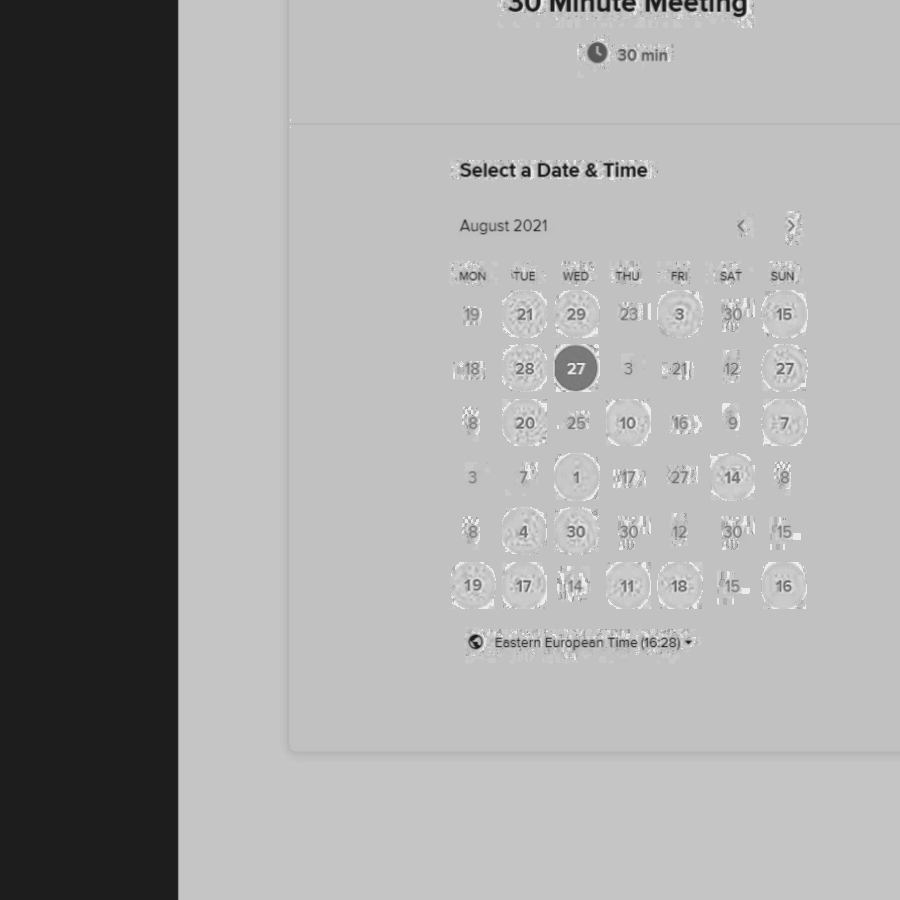 30 Minute Meeting
30 min
Select a Date & Time
August 2021
MON TUE WED THU FRI SAT SUN
19 21 29 23 3 30 15
18 28 27 3 21 12 27
8 20 25 10 16 9 7
3 7 1 17 27 14 8
8 4 30 30 12 30 15
19 17 14 11 18 15 16
Eastern European Time (16:28)